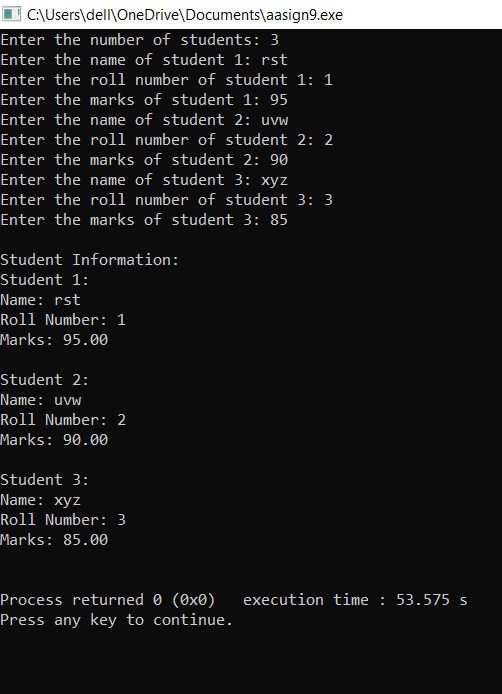 C:\Users\dell\OneDrive\Documents\aasign9.exe
Enter the number of students: 3
Enter the name of student 1: rst
Enter the roll number of student 1: 1
Enter the marks of student 1: 95
Enter the name of student 2: uvw
Enter the roll number of student 2: 2
Enter the marks of student 2: 90
Enter the name of student 3: xyz
Enter the roll number of student 3: 3
Enter the marks of student 3: 85
Student Information:
Student 1:
Name: rst
Roll Number: 1
Marks: 95.00
Student 2:
Name: uvw
Roll Number: 2
Marks: 90.00
Student 3:
Name: xyz
Roll Number: 3
Marks: 85.00
Process returned 0 (0x0)   execution time : 53.575 s
Press any key to continue.